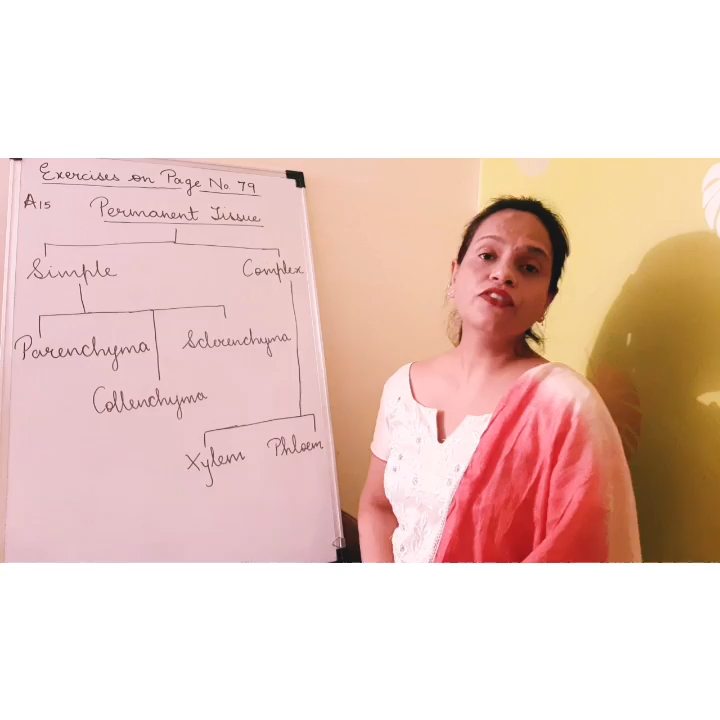 Exercises on Page No 79
A15 Permanent Tissue
Simple Complex
Parenchyma Sclerenchyma
Collenchyma
Xylem Phloem